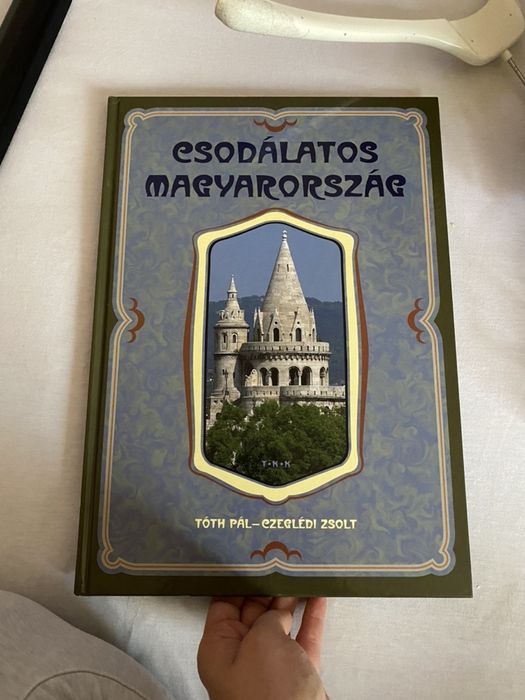 CSODÁLATOS
MAGYARORSZÁG
T•K•K
TÓTH PÁL – CZEGLÉDI ZSOLT